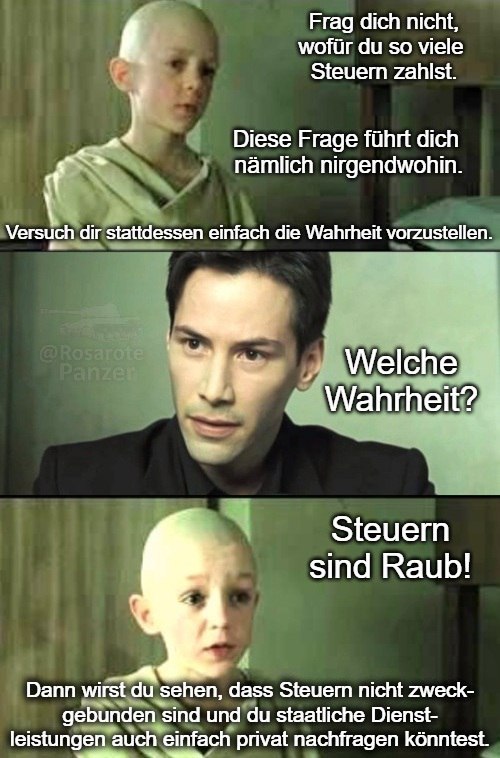 Frag dich nicht,
wofür du so viele
Steuern zahlst.
Diese Frage führt dich
nämlich nirgendwohin.
Versuch dir stattdessen einfach die Wahrheit vorzustellen.
@Rosarote
Panzer
Welche
Wahrheit?
Steuern
sind Raub!
Dann wirst du sehen, dass Steuern nicht zweck-
gebunden sind und du staatliche Dienst-
leistungen auch einfach privat nachfragen könntest.